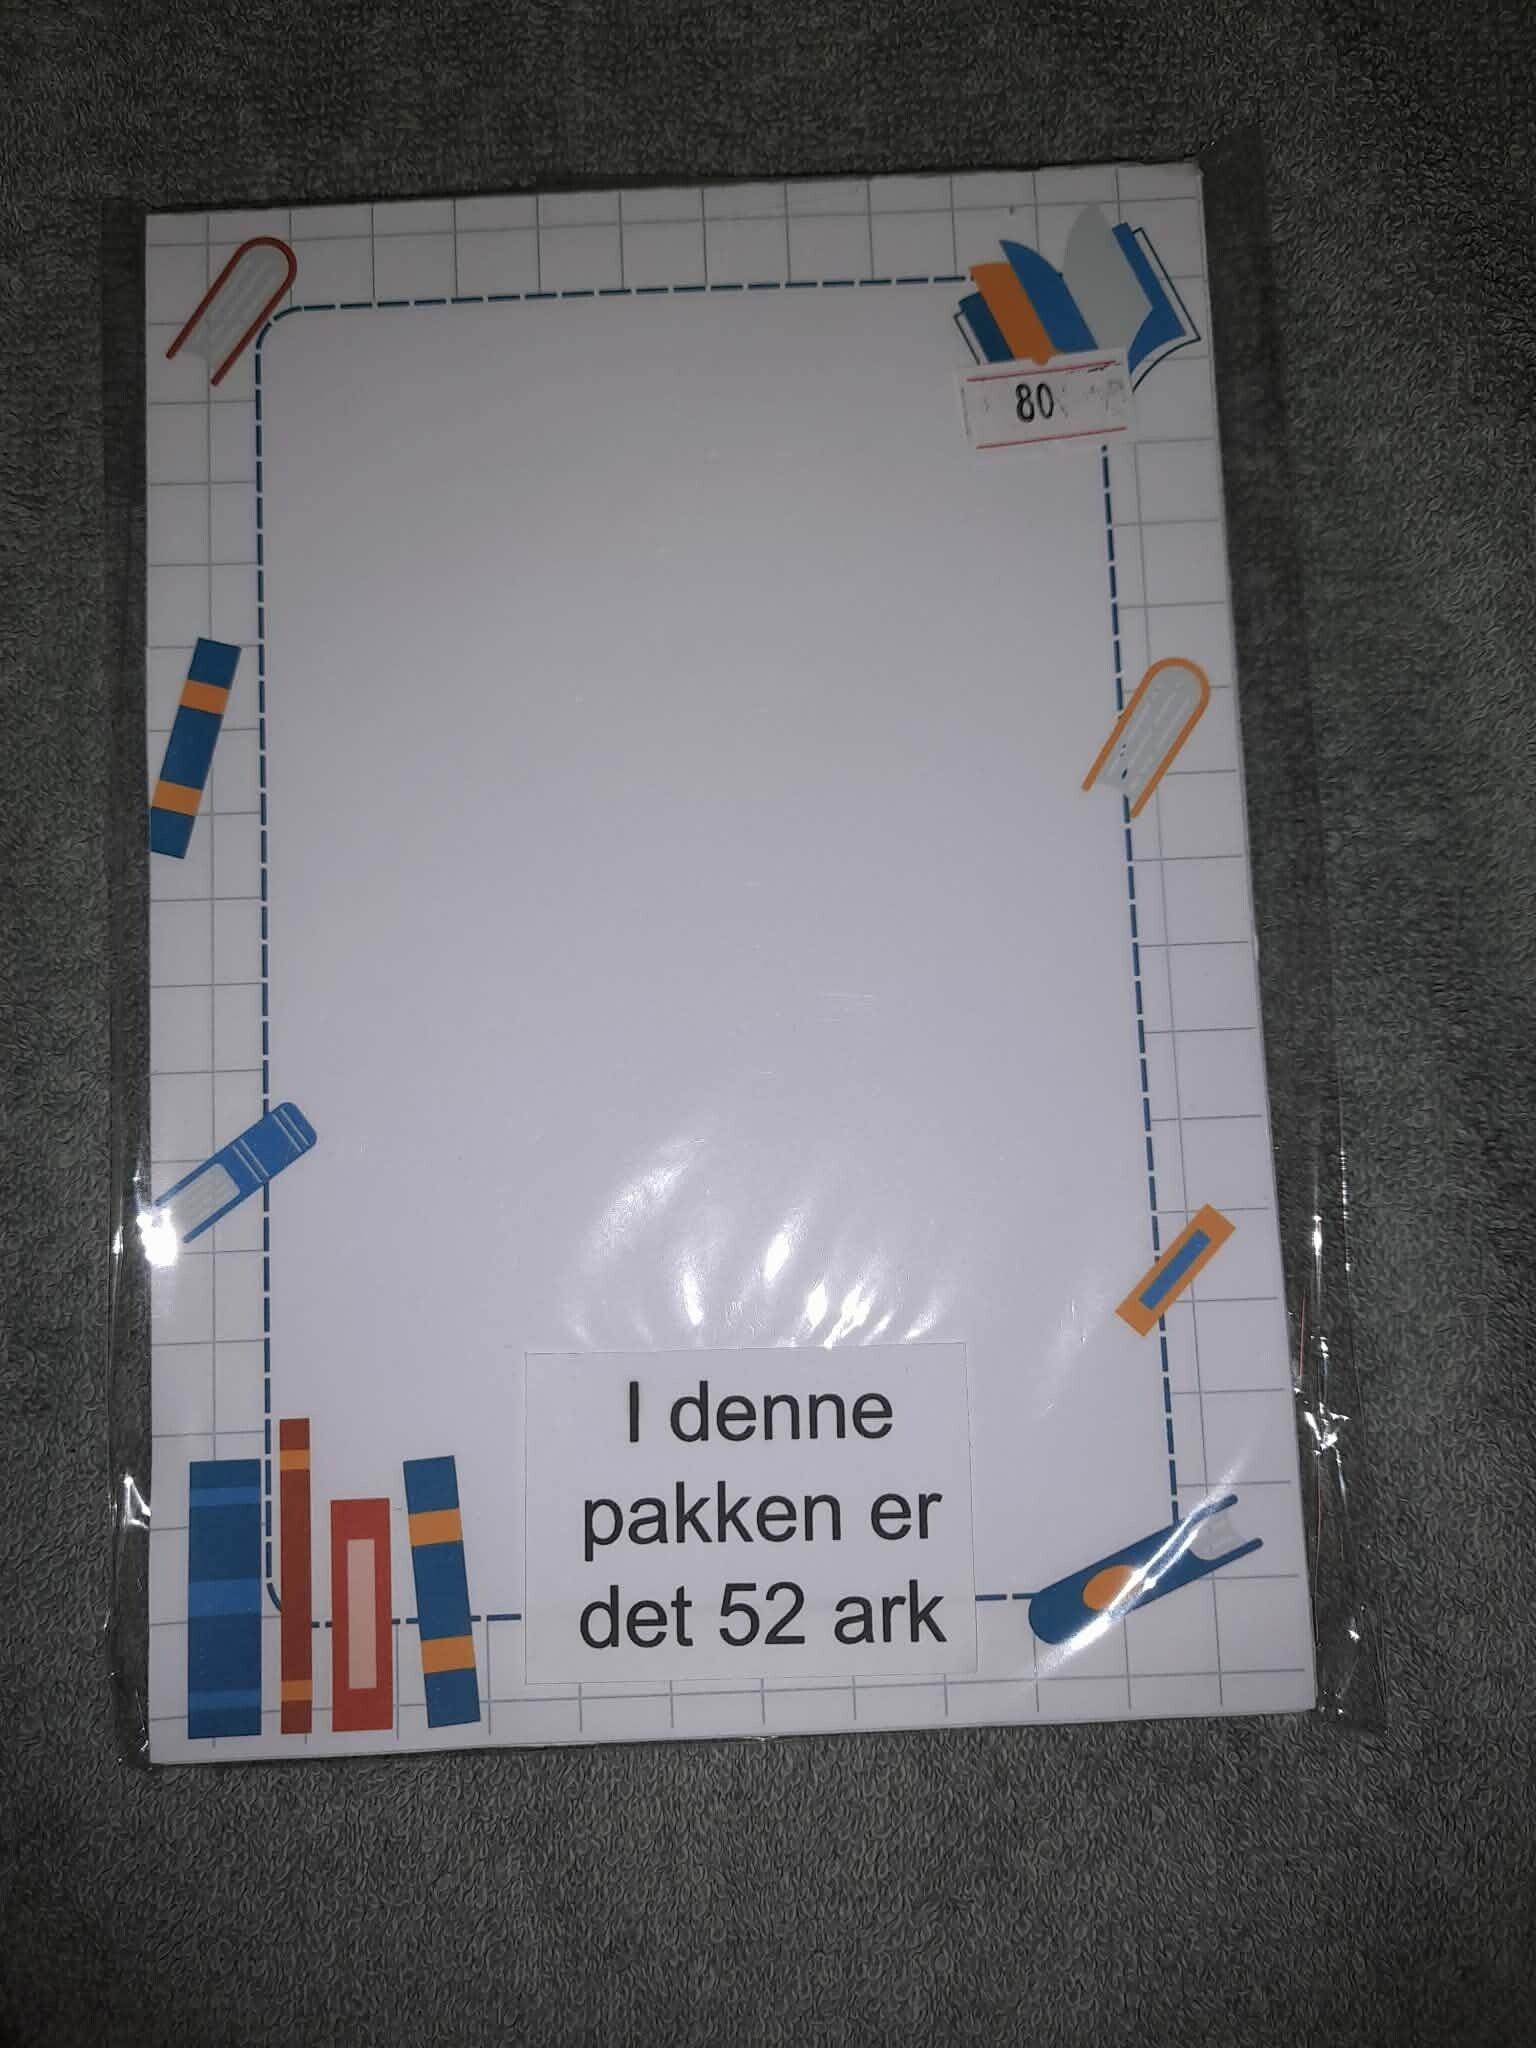 80
I denne
pakken er
det 52 ark